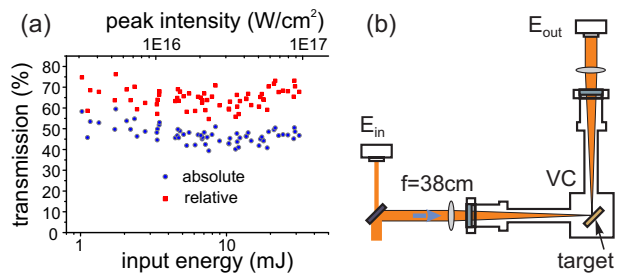 (a)
peak intensity (W/cm²)
1E16
1E17
transmission (%)
80
70
60
50
40
30
20
10
0
absolute
relative
1
10
input energy (mJ)
(b)
E_out
E_in
f=38cm
VC
target